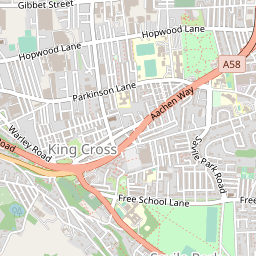 Gibbet Street
Hopwood Lane
Hopwood Lane
A58
Parkinson Lane
Aachen Way
Warley Road
Road
King Cross
Savile Park Road
Free School Lane